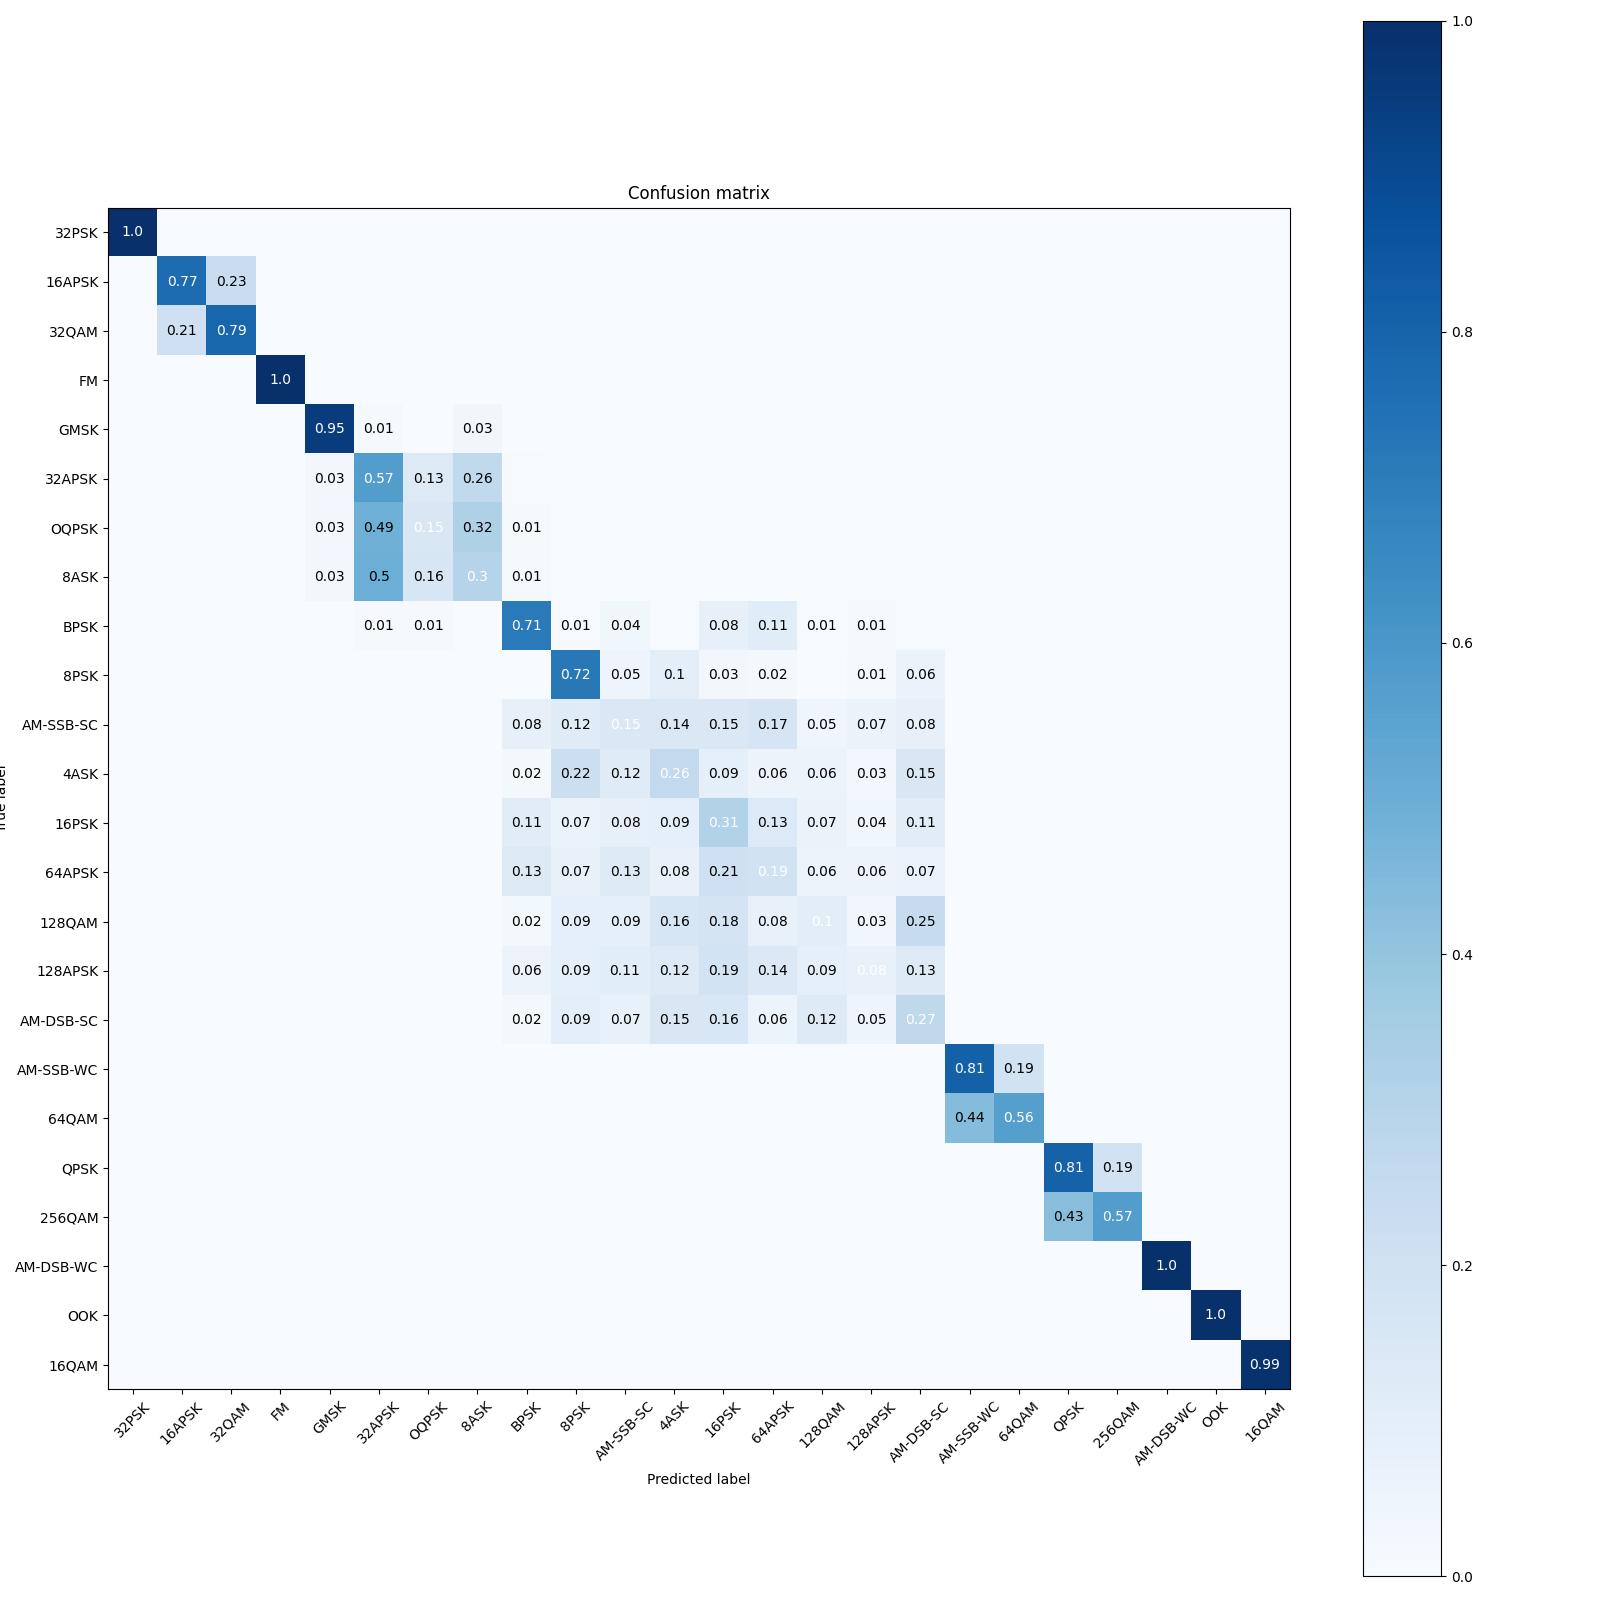 Confusion matrix
32PSK 1.0
16APSK 0.77 0.23
32QAM 0.21 0.79
FM 1.0
GMSK 0.95 0.01 0.03
32APSK 0.03 0.57 0.13 0.26
OQPSK 0.03 0.49 0.15 0.32 0.01
8ASK 0.03 0.5 0.16 0.3 0.01
BPSK 0.01 0.01 0.71 0.01 0.04 0.08 0.11 0.01 0.01
8PSK 0.72 0.05 0.1 0.03 0.02 0.01 0.06
AM-SSB-SC 0.08 0.12 0.15 0.14 0.15 0.17 0.05 0.07 0.08
4ASK 0.02 0.22 0.12 0.26 0.09 0.06 0.06 0.03 0.15
16PSK 0.11 0.07 0.08 0.09 0.31 0.13 0.07 0.04 0.11
64APSK 0.13 0.07 0.13 0.08 0.21 0.19 0.06 0.06 0.07
128QAM 0.02 0.09 0.09 0.16 0.18 0.08 0.1 0.03 0.25
128APSK 0.06 0.09 0.11 0.12 0.19 0.14 0.09 0.08 0.13
AM-DSB-SC 0.02 0.09 0.07 0.15 0.16 0.06 0.12 0.05 0.27
AM-SSB-WC 0.81 0.19
64QAM 0.44 0.56
QPSK 0.81 0.19
256QAM 0.43 0.57
AM-DSB-WC 1.0
OOK 1.0
16QAM 0.99
32PSK 16APSK 32QAM FM GMSK 32APSK OQPSK 8ASK BPSK 8PSK AM-SSB-SC 4ASK 16PSK 64APSK 128QAM 128APSK AM-DSB-SC AM-SSB-WC 64QAM QPSK 256QAM AM-DSB-WC OOK 16QAM
Predicted label
1.0
0.8
0.6
0.4
0.2
0.0